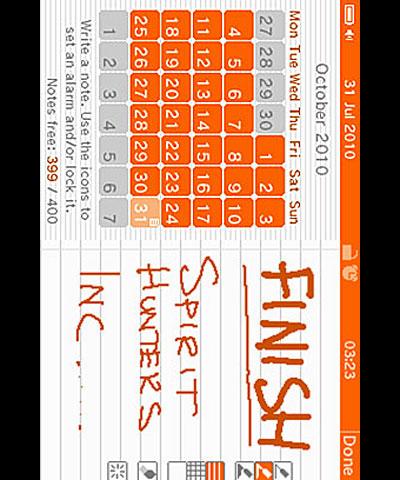 31 Jul 2010
03:23
Done
October 2010
Mon Tue Wed Thu Fri Sat Sun
27 28 29 30 1 2 3
4 5 6 7 8 9 10
11 12 13 14 15 16 17
18 19 20 21 22 23 24
25 26 27 28 29 30 31
1 2 3 4 5 6 7
Write a note. Use the icons to
set an alarm and/or lock it.
Notes free: 399 / 400
FINISH
SPIRIT
HUNTERS
INC